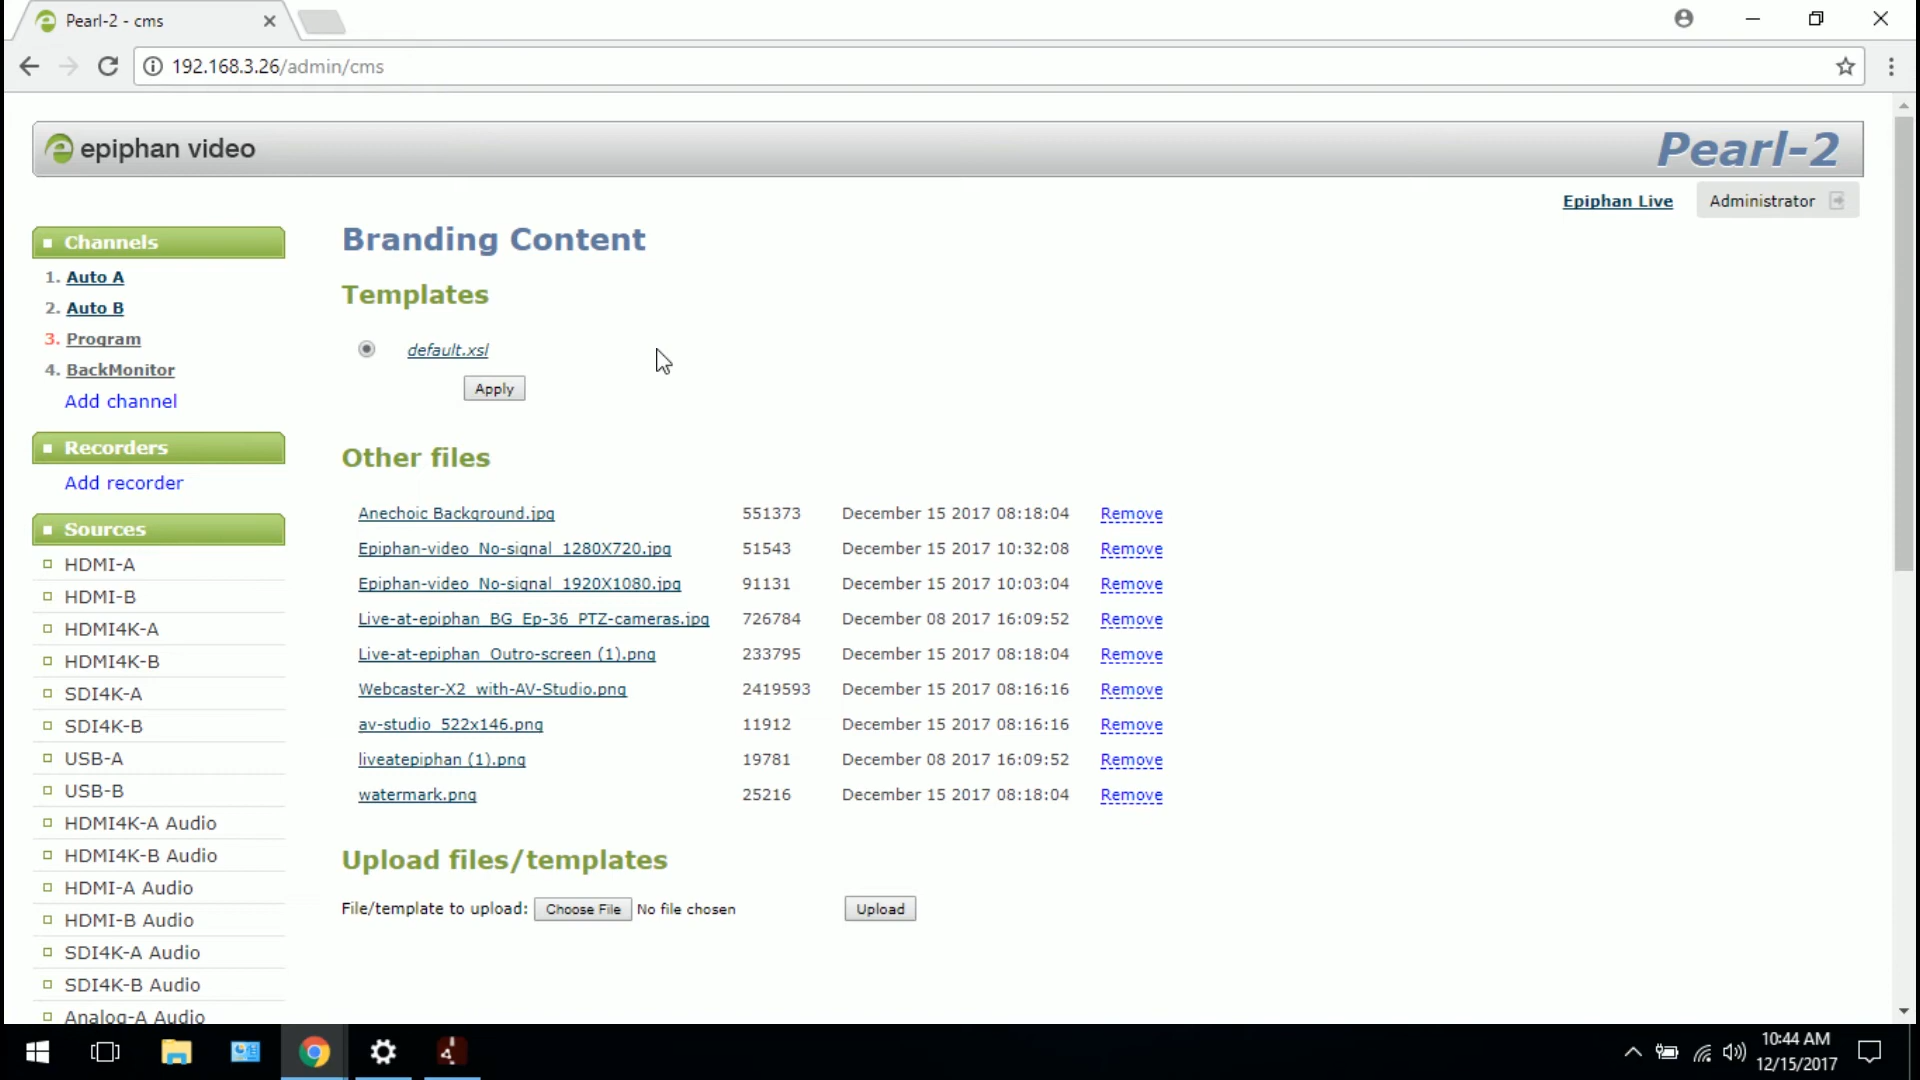 Pearl-2 - cms
192.168.3.26/admin/cms
epiphan video
Pearl-2
Epiphan Live
Administrator
Channels
1. Auto A
2. Auto B
3. Program
4. BackMonitor
Add channel
Recorders
Add recorder
Sources
HDMI-A
HDMI-B
HDMI4K-A
HDMI4K-B
SDI4K-A
SDI4K-B
USB-A
USB-B
HDMI4K-A Audio
HDMI4K-B Audio
HDMI-A Audio
HDMI-B Audio
SDI4K-A Audio
SDI4K-B Audio
Analog-A Audio
Branding Content
Templates
default.xsl
Apply
Other files
Anechoic Background.jpg 551373 December 15 2017 08:18:04 Remove
Epiphan-video_No-signal_1280X720.jpg 51543 December 15 2017 10:32:08 Remove
Epiphan-video_No-signal_1920X1080.jpg 91131 December 15 2017 10:03:04 Remove
Live-at-epiphan_BG_Ep-36_PTZ-cameras.jpg 726784 December 08 2017 16:09:52 Remove
Live-at-epiphan_Outro-screen (1).png 233795 December 15 2017 08:18:04 Remove
Webcaster-X2_with-AV-Studio.png 2419593 December 15 2017 08:16:16 Remove
av-studio_522x146.png 11912 December 15 2017 08:16:16 Remove
liveatepiphan (1).png 19781 December 08 2017 16:09:52 Remove
watermark.png 25216 December 15 2017 08:18:04 Remove
Upload files/templates
File/template to upload: Choose File No file chosen Upload
10:44 AM
12/15/2017